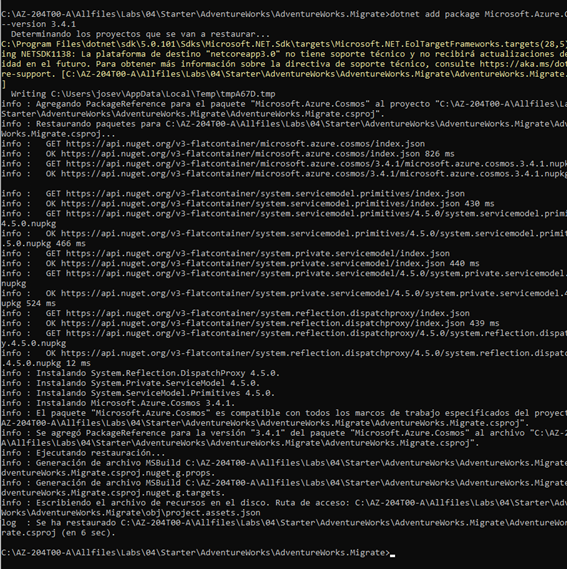 C:\AZ-204T00-A\Allfiles\Labs\04\Starter\AdventureWorks\AdventureWorks.Migrate>dotnet add package Microsoft.Azure.C
--version 3.4.1
Determinando los proyectos que se van a restaurar...
C:\Program Files\dotnet\sdk\5.0.101\Sdks\Microsoft.NET.Sdk\targets\Microsoft.NET.EolTargetFrameworks.targets(28,5)
ing NETSDK1138: La plataforma de destino "netcoreapp3.0" no tiene soporte técnico y no recibirá actualizaciones de
idad en el futuro. Para obtener más información sobre la directiva de soporte técnico, consulte https://aka.ms/dot
re-support. [C:\AZ-204T00-A\Allfiles\Labs\04\Starter\AdventureWorks\AdventureWorks.Migrate\AdventureWorks.Migrate.
]
Writing C:\Users\josev\AppData\Local\Temp\tmpA67D.tmp
info : Agregando PackageReference para el paquete "Microsoft.Azure.Cosmos" al proyecto "C:\AZ-204T00-A\Allfiles\La
Starter\AdventureWorks\AdventureWorks.Migrate\AdventureWorks.Migrate.csproj".
info : Restaurando paquetes para C:\AZ-204T00-A\Allfiles\Labs\04\Starter\AdventureWorks\AdventureWorks.Migrate\Adv
Works.Migrate.csproj...
info :   GET https://api.nuget.org/v3-flatcontainer/microsoft.azure.cosmos/index.json
info :   OK https://api.nuget.org/v3-flatcontainer/microsoft.azure.cosmos/index.json 826 ms
info :   GET https://api.nuget.org/v3-flatcontainer/microsoft.azure.cosmos/3.4.1/microsoft.azure.cosmos.3.4.1.nupk
info :   OK https://api.nuget.org/v3-flatcontainer/microsoft.azure.cosmos/3.4.1/microsoft.azure.cosmos.3.4.1.nupkg
info :   GET https://api.nuget.org/v3-flatcontainer/system.servicemodel.primitives/index.json
info :   OK https://api.nuget.org/v3-flatcontainer/system.servicemodel.primitives/index.json 430 ms
info :   GET https://api.nuget.org/v3-flatcontainer/system.servicemodel.primitives/4.5.0/system.servicemodel.primi
4.5.0.nupkg
info :   OK https://api.nuget.org/v3-flatcontainer/system.servicemodel.primitives/4.5.0/system.servicemodel.primit
.5.0.nupkg 466 ms
info :   GET https://api.nuget.org/v3-flatcontainer/system.private.servicemodel/index.json
info :   OK https://api.nuget.org/v3-flatcontainer/system.private.servicemodel/index.json 440 ms
info :   GET https://api.nuget.org/v3-flatcontainer/system.private.servicemodel/4.5.0/system.private.servicemodel.
nupkg
info :   OK https://api.nuget.org/v3-flatcontainer/system.private.servicemodel/4.5.0/system.private.servicemodel.4
upkg 524 ms
info :   GET https://api.nuget.org/v3-flatcontainer/system.reflection.dispatchproxy/index.json
info :   OK https://api.nuget.org/v3-flatcontainer/system.reflection.dispatchproxy/index.json 439 ms
info :   GET https://api.nuget.org/v3-flatcontainer/system.reflection.dispatchproxy/4.5.0/system.reflection.dispat
y.4.5.0.nupkg
info :   OK https://api.nuget.org/v3-flatcontainer/system.reflection.dispatchproxy/4.5.0/system.reflection.dispatc
.4.5.0.nupkg 12 ms
info : Instalando System.Reflection.DispatchProxy 4.5.0.
info : Instalando System.Private.ServiceModel 4.5.0.
info : Instalando System.ServiceModel.Primitives 4.5.0.
info : Instalando Microsoft.Azure.Cosmos 3.4.1.
info : El paquete "Microsoft.Azure.Cosmos" es compatible con todos los marcos de trabajo especificados del proyect
AZ-204T00-A\Allfiles\Labs\04\Starter\AdventureWorks\AdventureWorks.Migrate\AdventureWorks.Migrate.csproj".
info : Se agregó PackageReference para la versión "3.4.1" del paquete "Microsoft.Azure.Cosmos" al archivo "C:\AZ-2
A\Allfiles\Labs\04\Starter\AdventureWorks\AdventureWorks.Migrate\AdventureWorks.Migrate.csproj".
info : Ejecutando restauración...
info : Generación de archivo MSBuild C:\AZ-204T00-A\Allfiles\Labs\04\Starter\AdventureWorks\AdventureWorks.Migrate
dventureWorks.Migrate.csproj.nuget.g.props.
info : Generación de archivo MSBuild C:\AZ-204T00-A\Allfiles\Labs\04\Starter\AdventureWorks\AdventureWorks.Migrate
dventureWorks.Migrate.csproj.nuget.g.targets.
info : Escribiendo el archivo de recursos en el disco. Ruta de acceso: C:\AZ-204T00-A\Allfiles\Labs\04\Starter\Adv
Works\AdventureWorks.Migrate\obj\project.assets.json
log  : Se ha restaurado C:\AZ-204T00-A\Allfiles\Labs\04\Starter\AdventureWorks\AdventureWorks.Migrate\AdventureWor
rate.csproj (en 6 sec).
C:\AZ-204T00-A\Allfiles\Labs\04\Starter\AdventureWorks\AdventureWorks.Migrate>